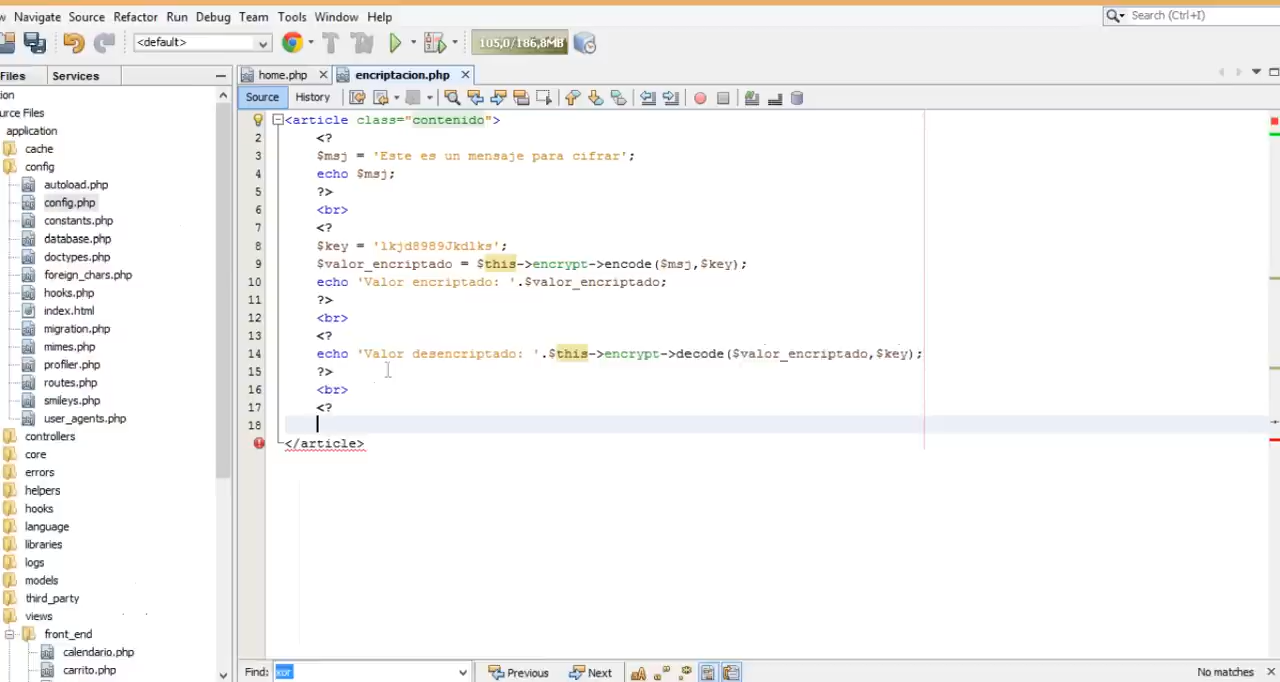 Navigate Source Refactor Run Debug Team Tools Window Help
Search (Ctrl+I)
<default>
105,0/186,8MB
Files Services
home.php
encriptacion.php
Source History
ion
urce Files
application
cache
config
autoload.php
config.php
constants.php
database.php
doctypes.php
foreign_chars.php
hooks.php
index.html
migration.php
mimes.php
profiler.php
routes.php
smileys.php
user_agents.php
controllers
core
errors
helpers
hooks
language
libraries
logs
models
third_party
views
front_end
calendario.php
carrito.php
<article class="contenido">
2 <?
3 $msj = 'Este es un mensaje para cifrar';
4 echo $msj;
5 ?>
6 <br>
7 <?
8 $key = 'lkjd8989Jkdlks';
9 $valor_encriptado = $this->encrypt->encode($msj,$key);
10 echo 'Valor encriptado: '.$valor_encriptado;
11 ?>
12 <br>
13 <?
14 echo 'Valor desencriptado: '.$this->encrypt->decode($valor_encriptado,$key);
15 ?>
16 <br>
17 <?
18
</article>
Find: xor Previous Next No matches